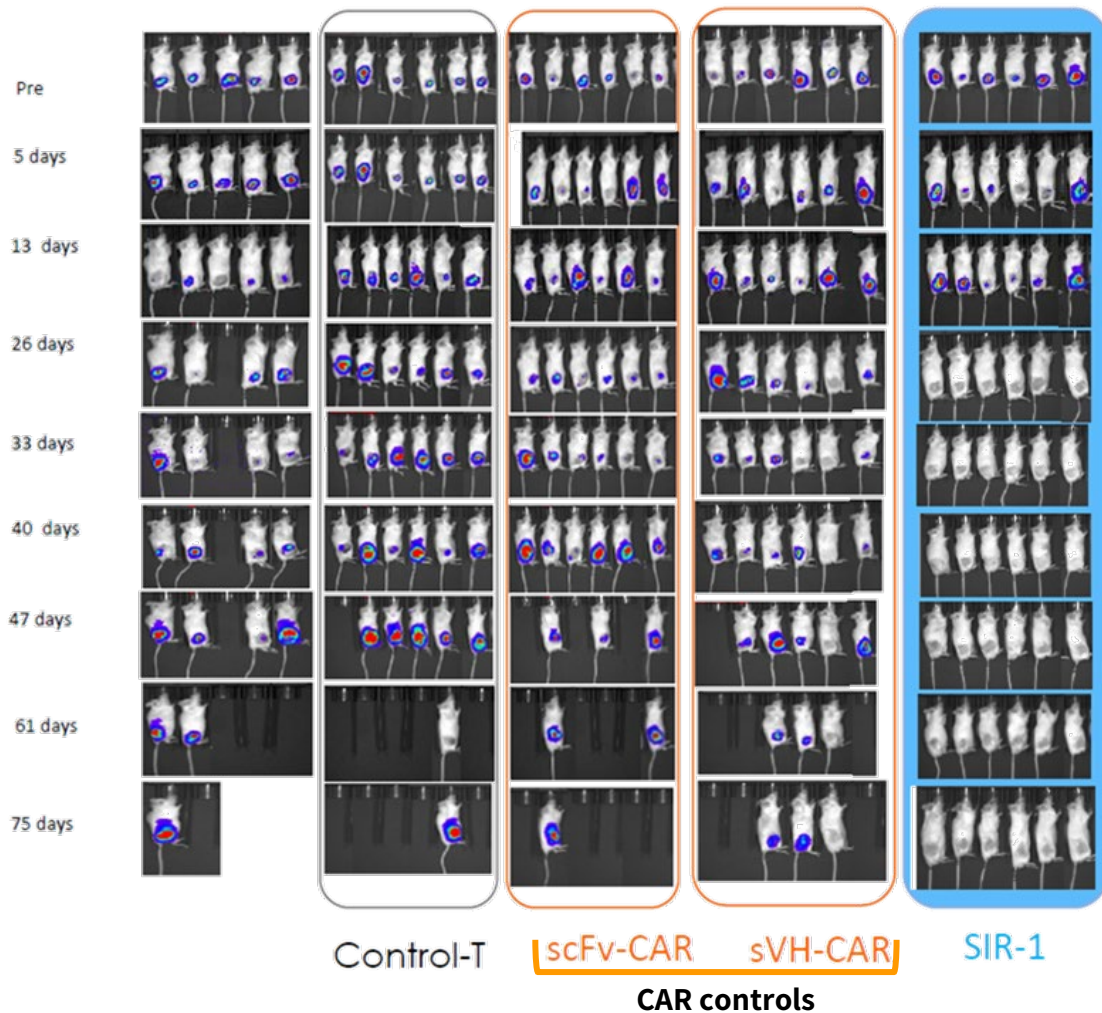 Pre
5 days
13 days
26 days
33 days
40 days
47 days
61 days
75 days
Control-T
scFv-CAR
sVH-CAR
SIR-1
CAR controls